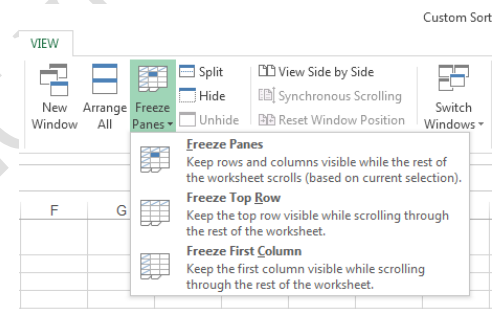 Custom Sort
VIEW
New Window
Arrange All
Freeze Panes
Split
Hide
Unhide
View Side by Side
Synchronous Scrolling
Reset Window Position
Switch Windows
Freeze Panes
Keep rows and columns visible while the rest of
the worksheet scrolls (based on current selection).
Freeze Top Row
Keep the top row visible while scrolling through
the rest of the worksheet.
Freeze First Column
Keep the first column visible while scrolling
through the rest of the worksheet.
F
G